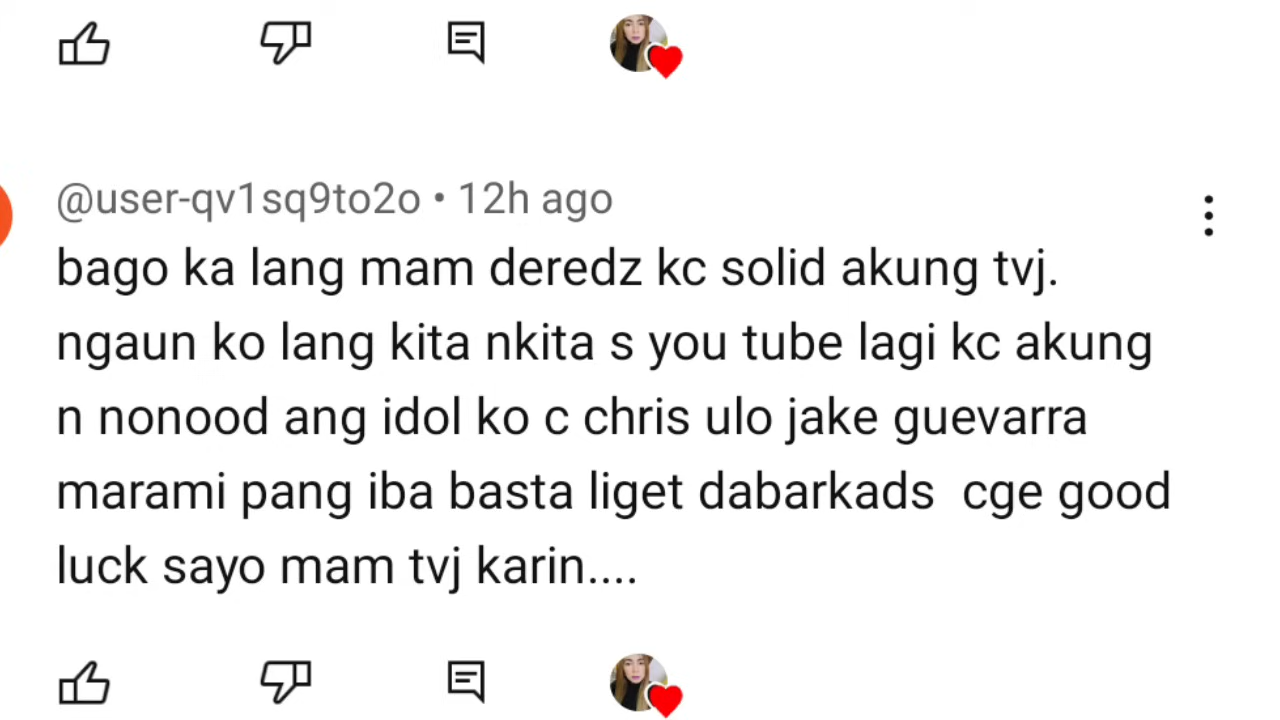 @user-qv1sq9to2o • 12h ago
bago ka lang mam deredz kc solid akung tvj.
ngaun ko lang kita nkita s you tube lagi kc akung
n nonood ang idol ko c chris ulo jake guevarra
marami pang iba basta liget dabarkads  cge good
luck sayo mam tvj karin....